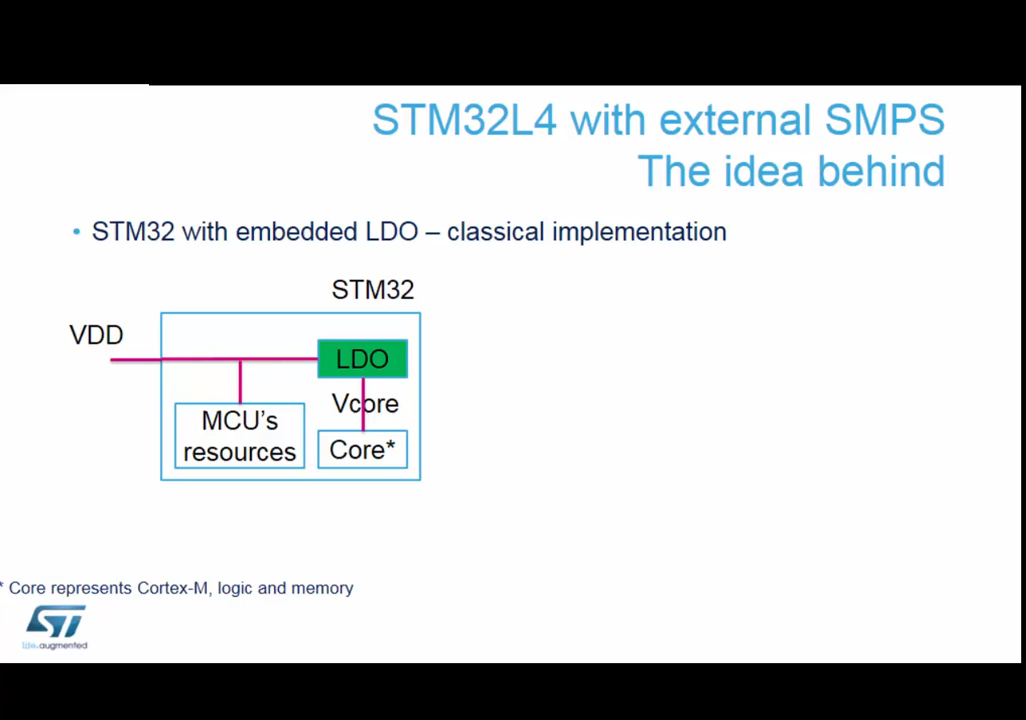 STM32L4 with external SMPS
The idea behind
• STM32 with embedded LDO – classical implementation
STM32
VDD
LDO
Vcore
MCU's
resources
Core*
* Core represents Cortex-M, logic and memory
ST
life.augmented